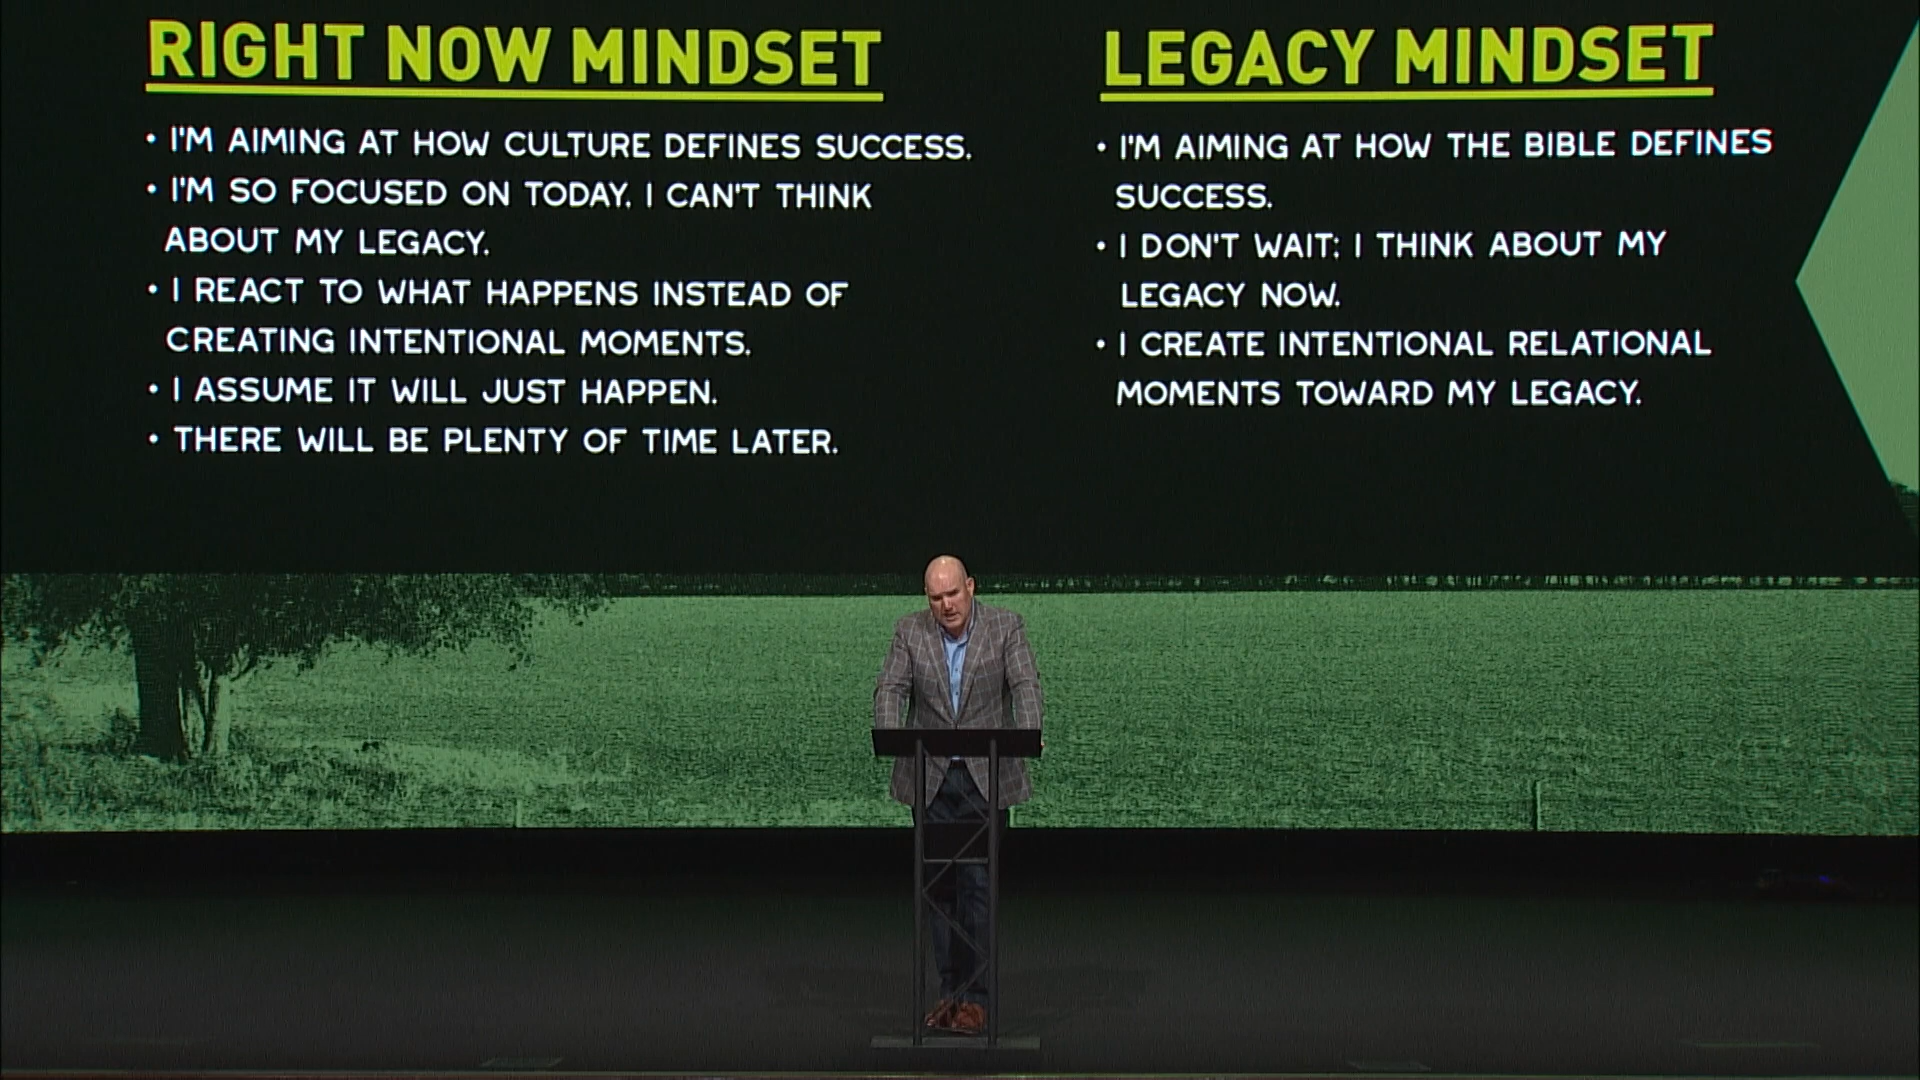 RIGHT NOW MINDSET
• I'M AIMING AT HOW CULTURE DEFINES SUCCESS.
• I'M SO FOCUSED ON TODAY, I CAN'T THINK
ABOUT MY LEGACY.
• I REACT TO WHAT HAPPENS INSTEAD OF
CREATING INTENTIONAL MOMENTS.
• I ASSUME IT WILL JUST HAPPEN.
• THERE WILL BE PLENTY OF TIME LATER.
LEGACY MINDSET
• I'M AIMING AT HOW THE BIBLE DEFINES
SUCCESS.
• I DON'T WAIT; I THINK ABOUT MY
LEGACY NOW.
• I CREATE INTENTIONAL RELATIONAL
MOMENTS TOWARD MY LEGACY.